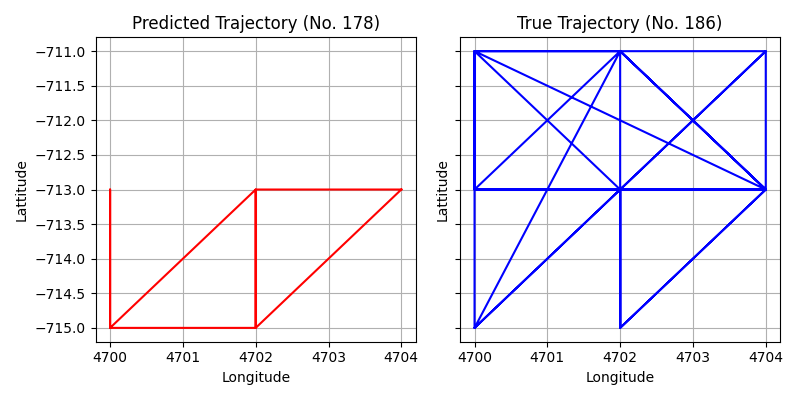 Predicted Trajectory (No. 178)
True Trajectory (No. 186)
−711.0
−711.5
−712.0
−712.5
−713.0
−713.5
−714.0
−714.5
−715.0
Lattitude
Lattitude
4700 4701 4702 4703 4704
4700 4701 4702 4703 4704
Longitude
Longitude